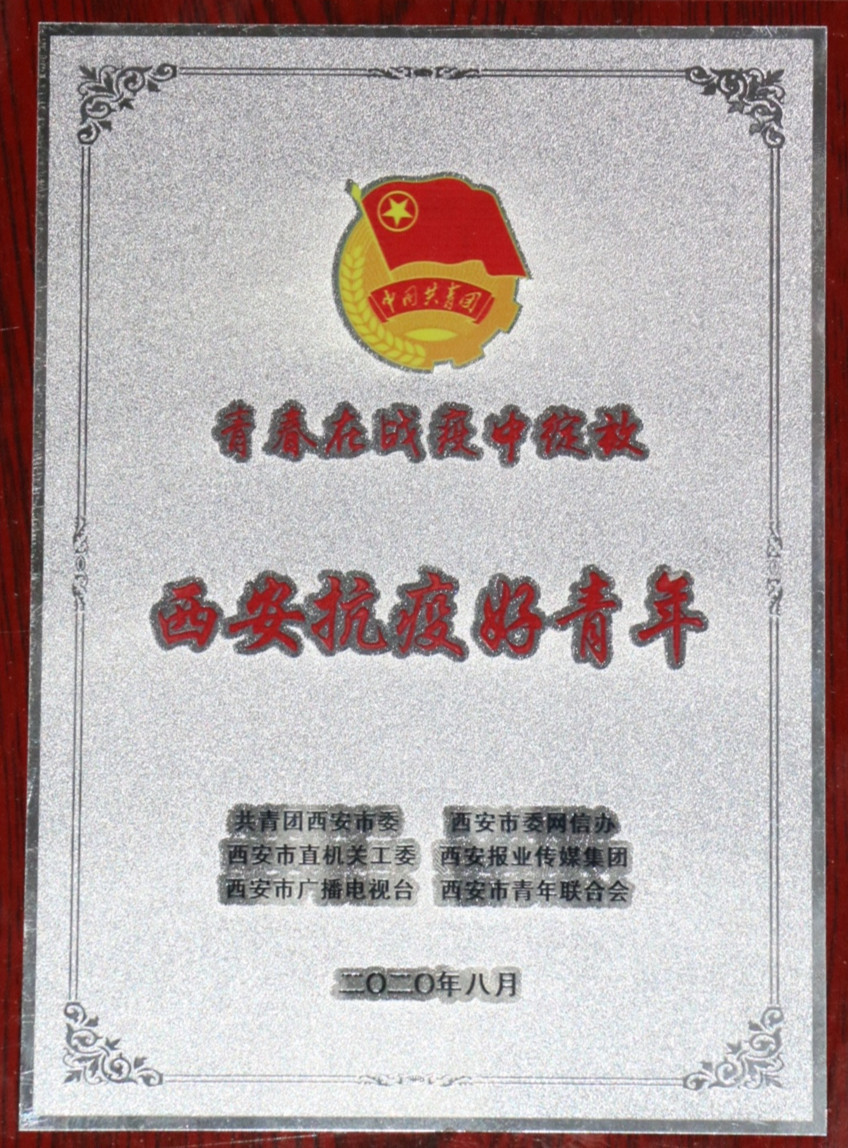 中国共青团
青春在战疫中绽放
西安抗疫好青年
共青团西安市委 西安市委网信办
西安市直机关工委 西安报业传媒集团
西安市广播电视台 西安市青年联合会
二〇二〇年八月